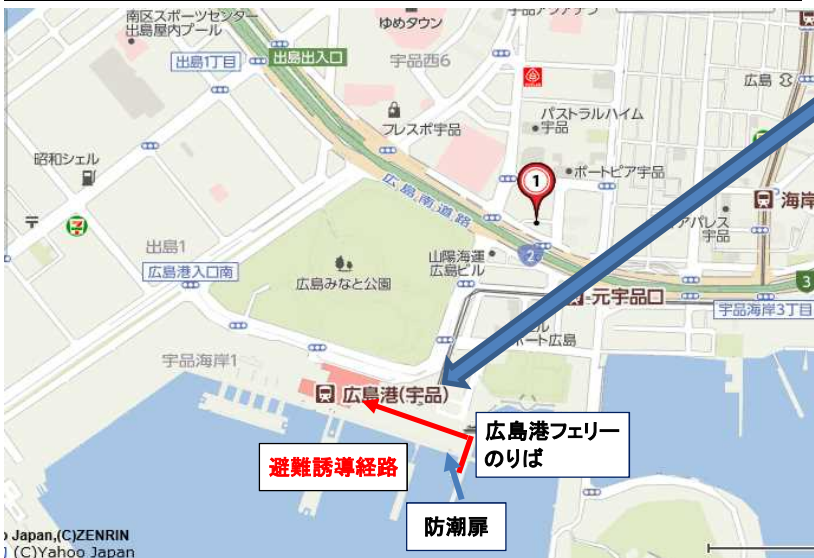 南区スポーツセンター
出島屋内プール
ゆめタウン
出島1丁目
出島出入口
宇品西6
広島
パストラルハイム
宇品
フレスポ宇品
昭和シェル
ポートピア宇品
1
海岸
広島南道路
アパレス
宇品
出島1
広島港入口南
山陽海運
広島ビル
2
広島みなと公園
元宇品口
3
宇品海岸3丁目
ート広島
宇品海岸1
広島港(宇品)
広島港フェリー
のりば
避難誘導経路
防潮扉
Japan,(C)ZENRIN
(C)Yahoo Japan